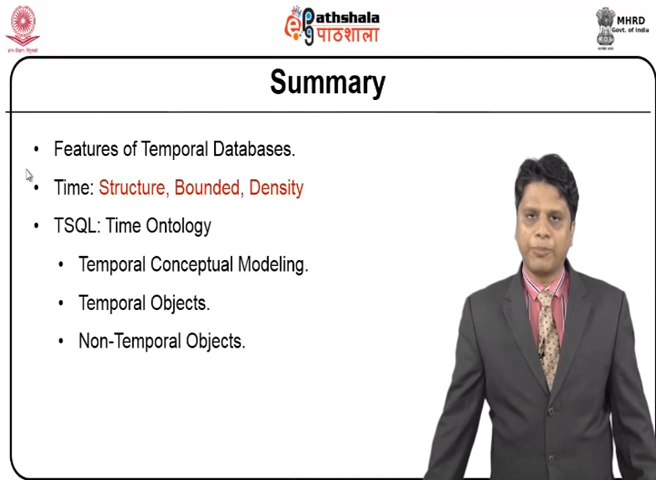 ePathshala
पाठशाला
MHRD
Govt. of India
Summary
• Features of Temporal Databases.
• Time: Structure, Bounded, Density
• TSQL: Time Ontology
• Temporal Conceptual Modeling.
• Temporal Objects.
• Non-Temporal Objects.